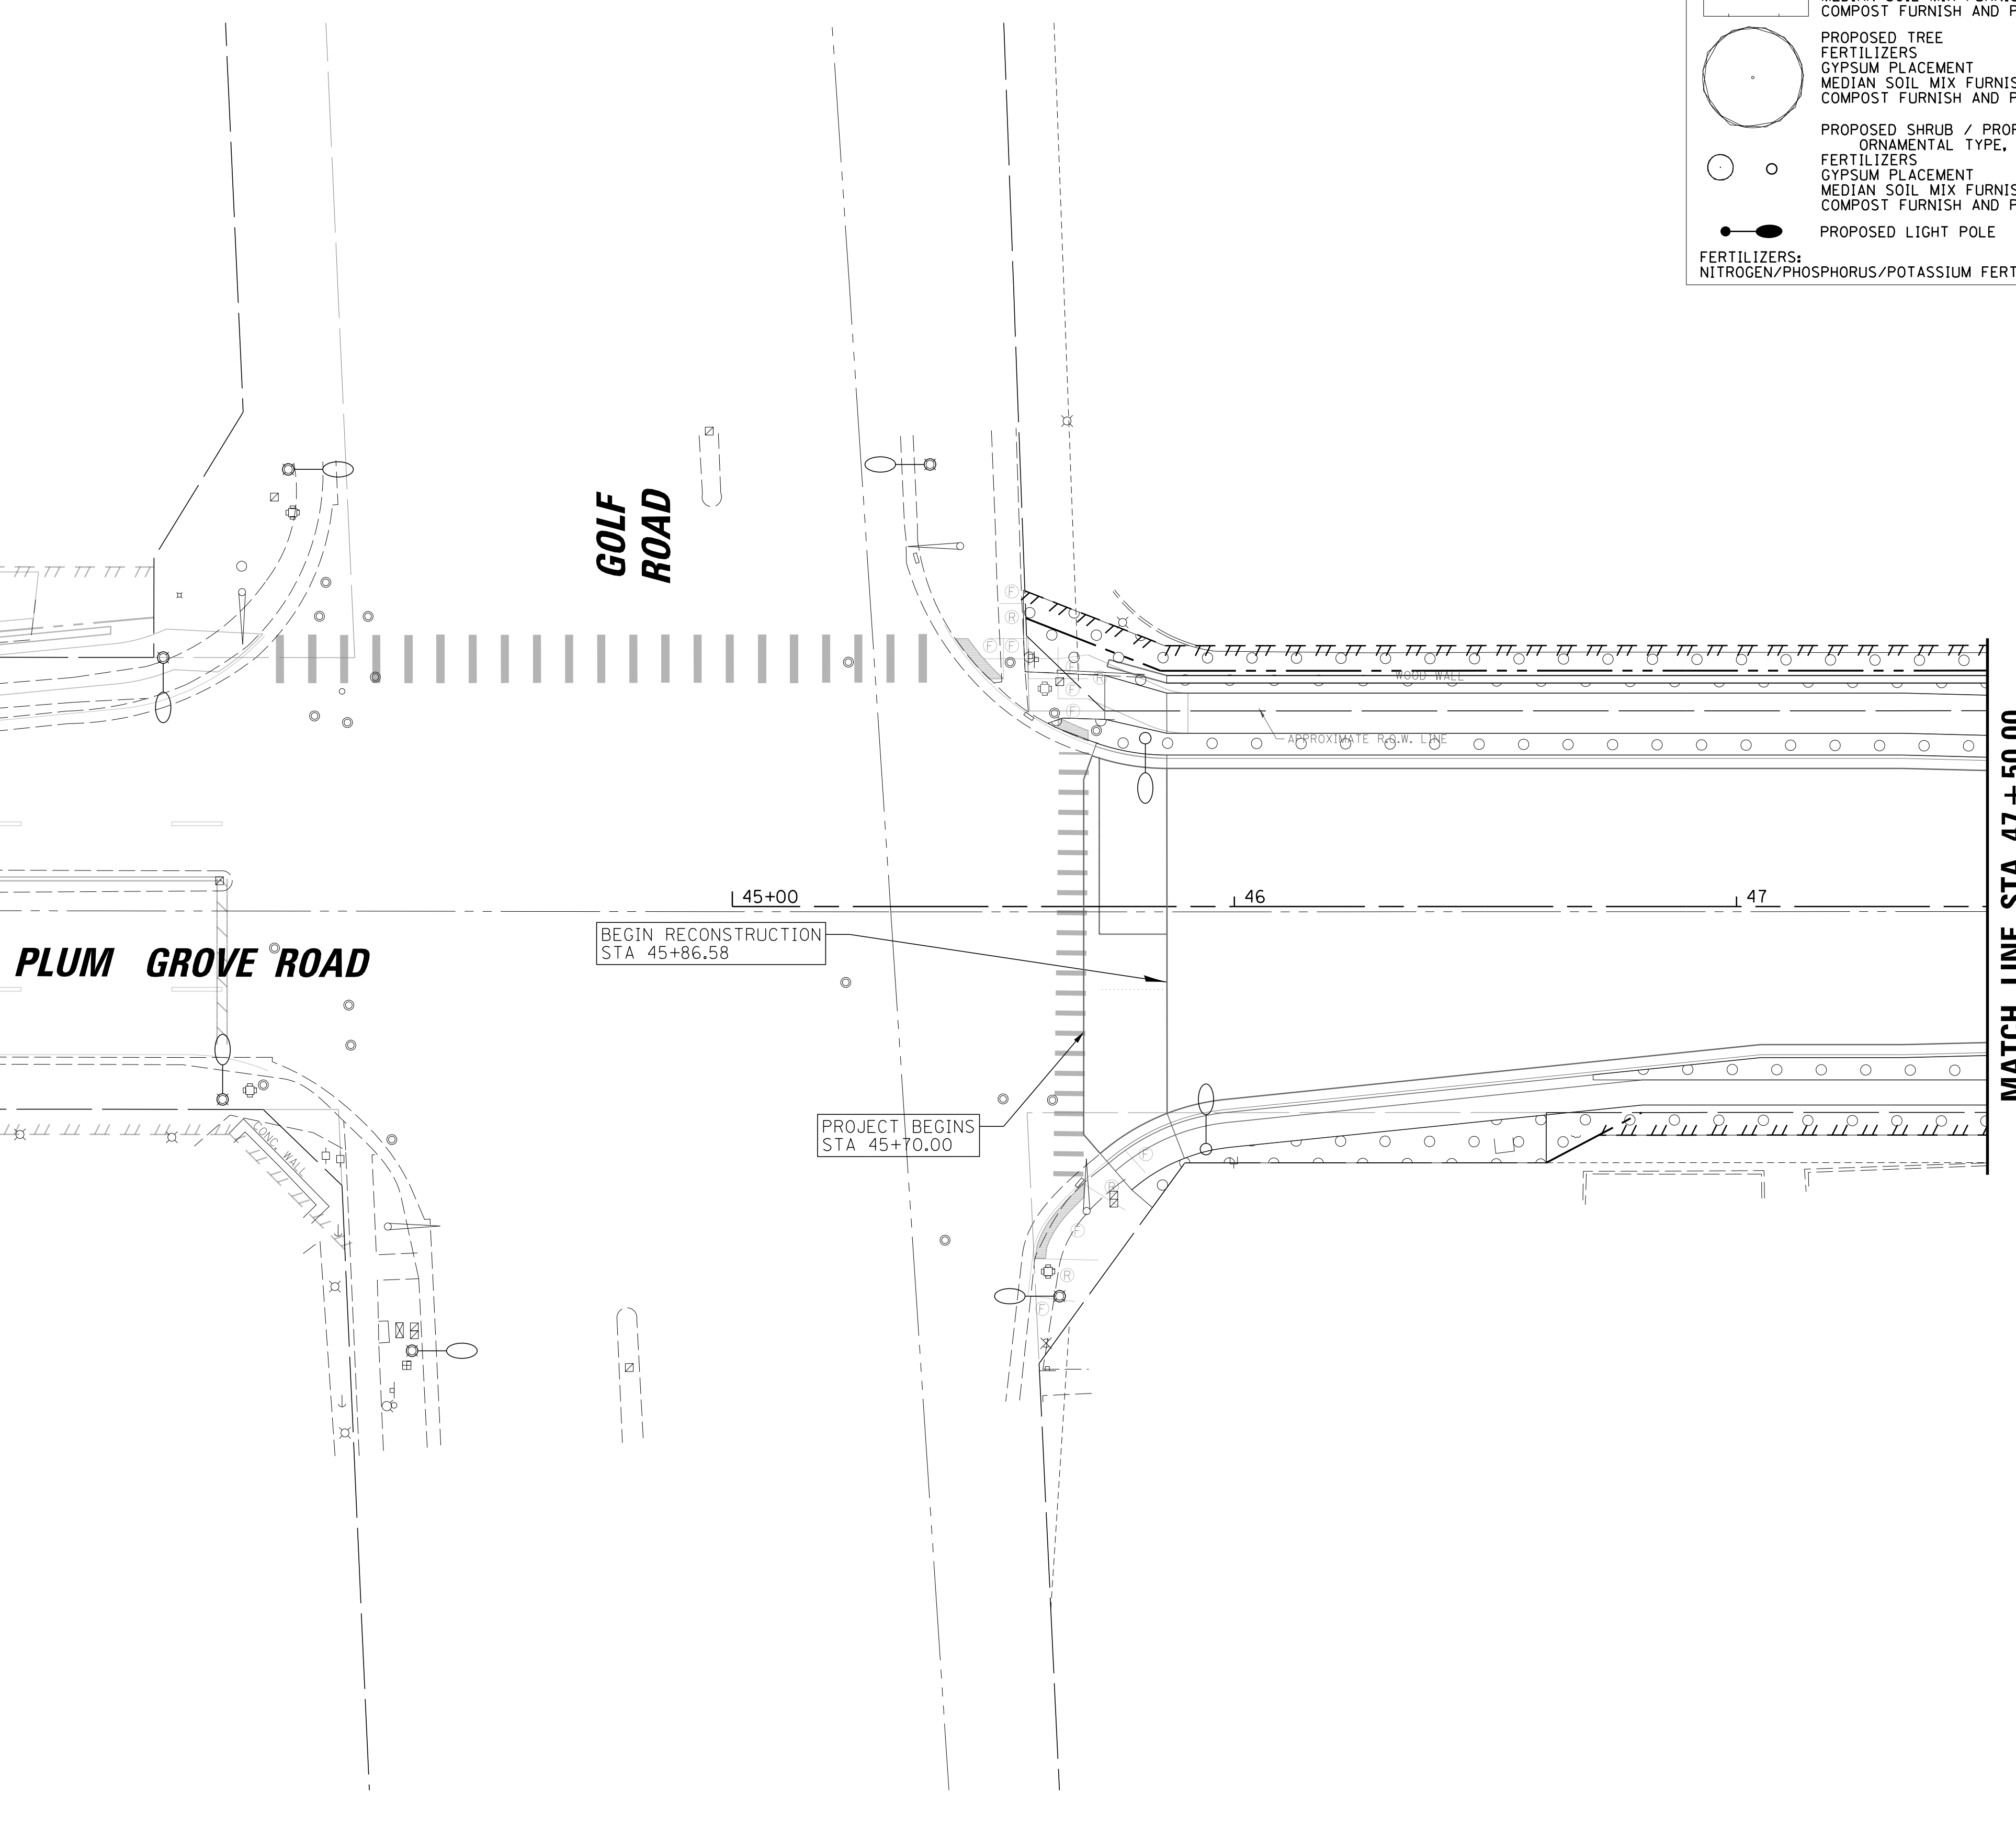 COMPOST FURNISH AND P
PROPOSED TREE
FERTILIZERS
GYPSUM PLACEMENT
MEDIAN SOIL MIX FURNIS
COMPOST FURNISH AND P
PROPOSED SHRUB / PROP
ORNAMENTAL TYPE,
FERTILIZERS
GYPSUM PLACEMENT
MEDIAN SOIL MIX FURNIS
COMPOST FURNISH AND P
PROPOSED LIGHT POLE
FERTILIZERS:
NITROGEN/PHOSPHORUS/POTASSIUM FERT
GOLF
ROAD
F
R
F F
F
R
F
F
WOOD WALL
APPROXIMATE R.O.W. LINE
MATCH LINE STA 47+50.00
45+00
46
47
BEGIN RECONSTRUCTION
STA 45+86.58
PLUM GROVE ROAD
PROJECT BEGINS
STA 45+70.00
CONC. WALL
F
R
F
R
F